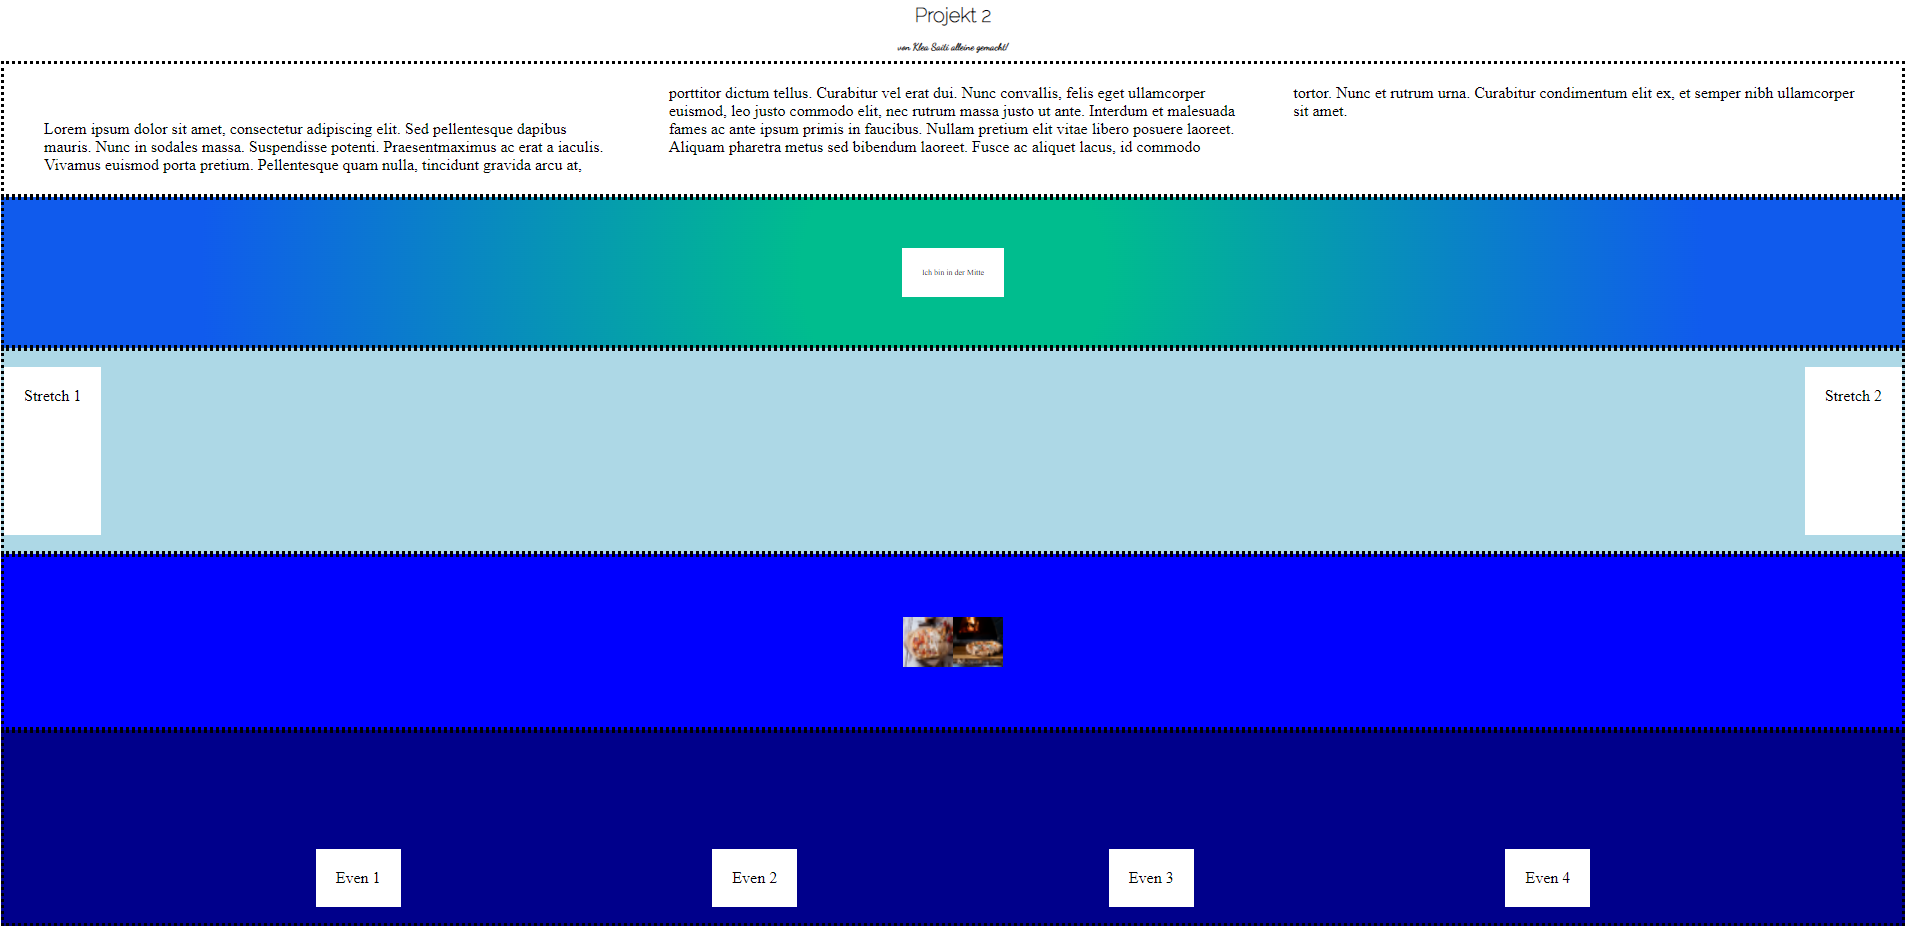 Projekt 2
von Klea Saiti alleine gemacht!
Lorem ipsum dolor sit amet, consectetur adipiscing elit. Sed pellentesque dapibus
mauris. Nunc in sodales massa. Suspendisse potenti. Praesentmaximus ac erat a iaculis.
Vivamus euismod porta pretium. Pellentesque quam nulla, tincidunt gravida arcu at,
porttitor dictum tellus. Curabitur vel erat dui. Nunc convallis, felis eget ullamcorper
euismod, leo justo commodo elit, nec rutrum massa justo ut ante. Interdum et malesuada
fames ac ante ipsum primis in faucibus. Nullam pretium elit vitae libero posuere laoreet.
Aliquam pharetra metus sed bibendum laoreet. Fusce ac aliquet lacus, id commodo
tortor. Nunc et rutrum urna. Curabitur condimentum elit ex, et semper nibh ullamcorper
sit amet.
Ich bin in der Mitte
Stretch 1
Stretch 2
Even 1
Even 2
Even 3
Even 4